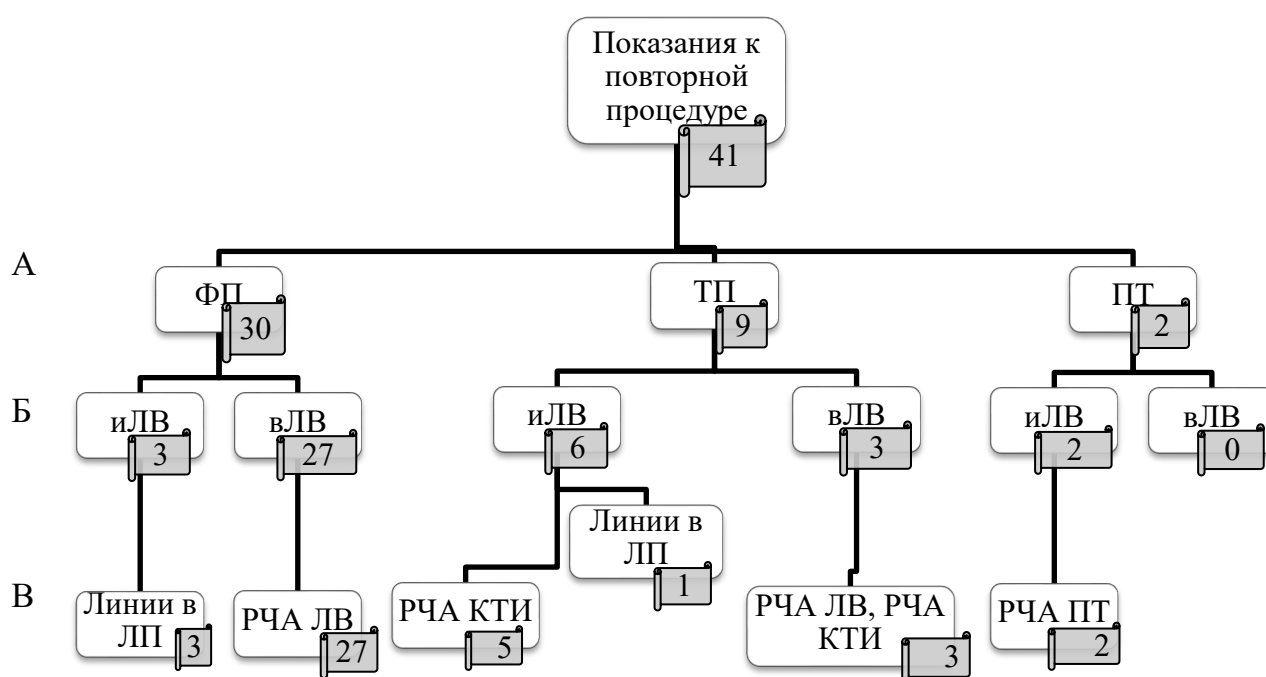 Показания к
повторной
процедуре
41
А
ФП
30
ТП
9
ПТ
2
Б
иЛВ
3
вЛВ
27
иЛВ
6
вЛВ
3
иЛВ
2
вЛВ
0
Линии в
ЛП
1
В
Линии в
ЛП
3
РЧА ЛВ
27
РЧА КТИ
5
РЧА ЛВ, РЧА
КТИ
3
РЧА ПТ
2